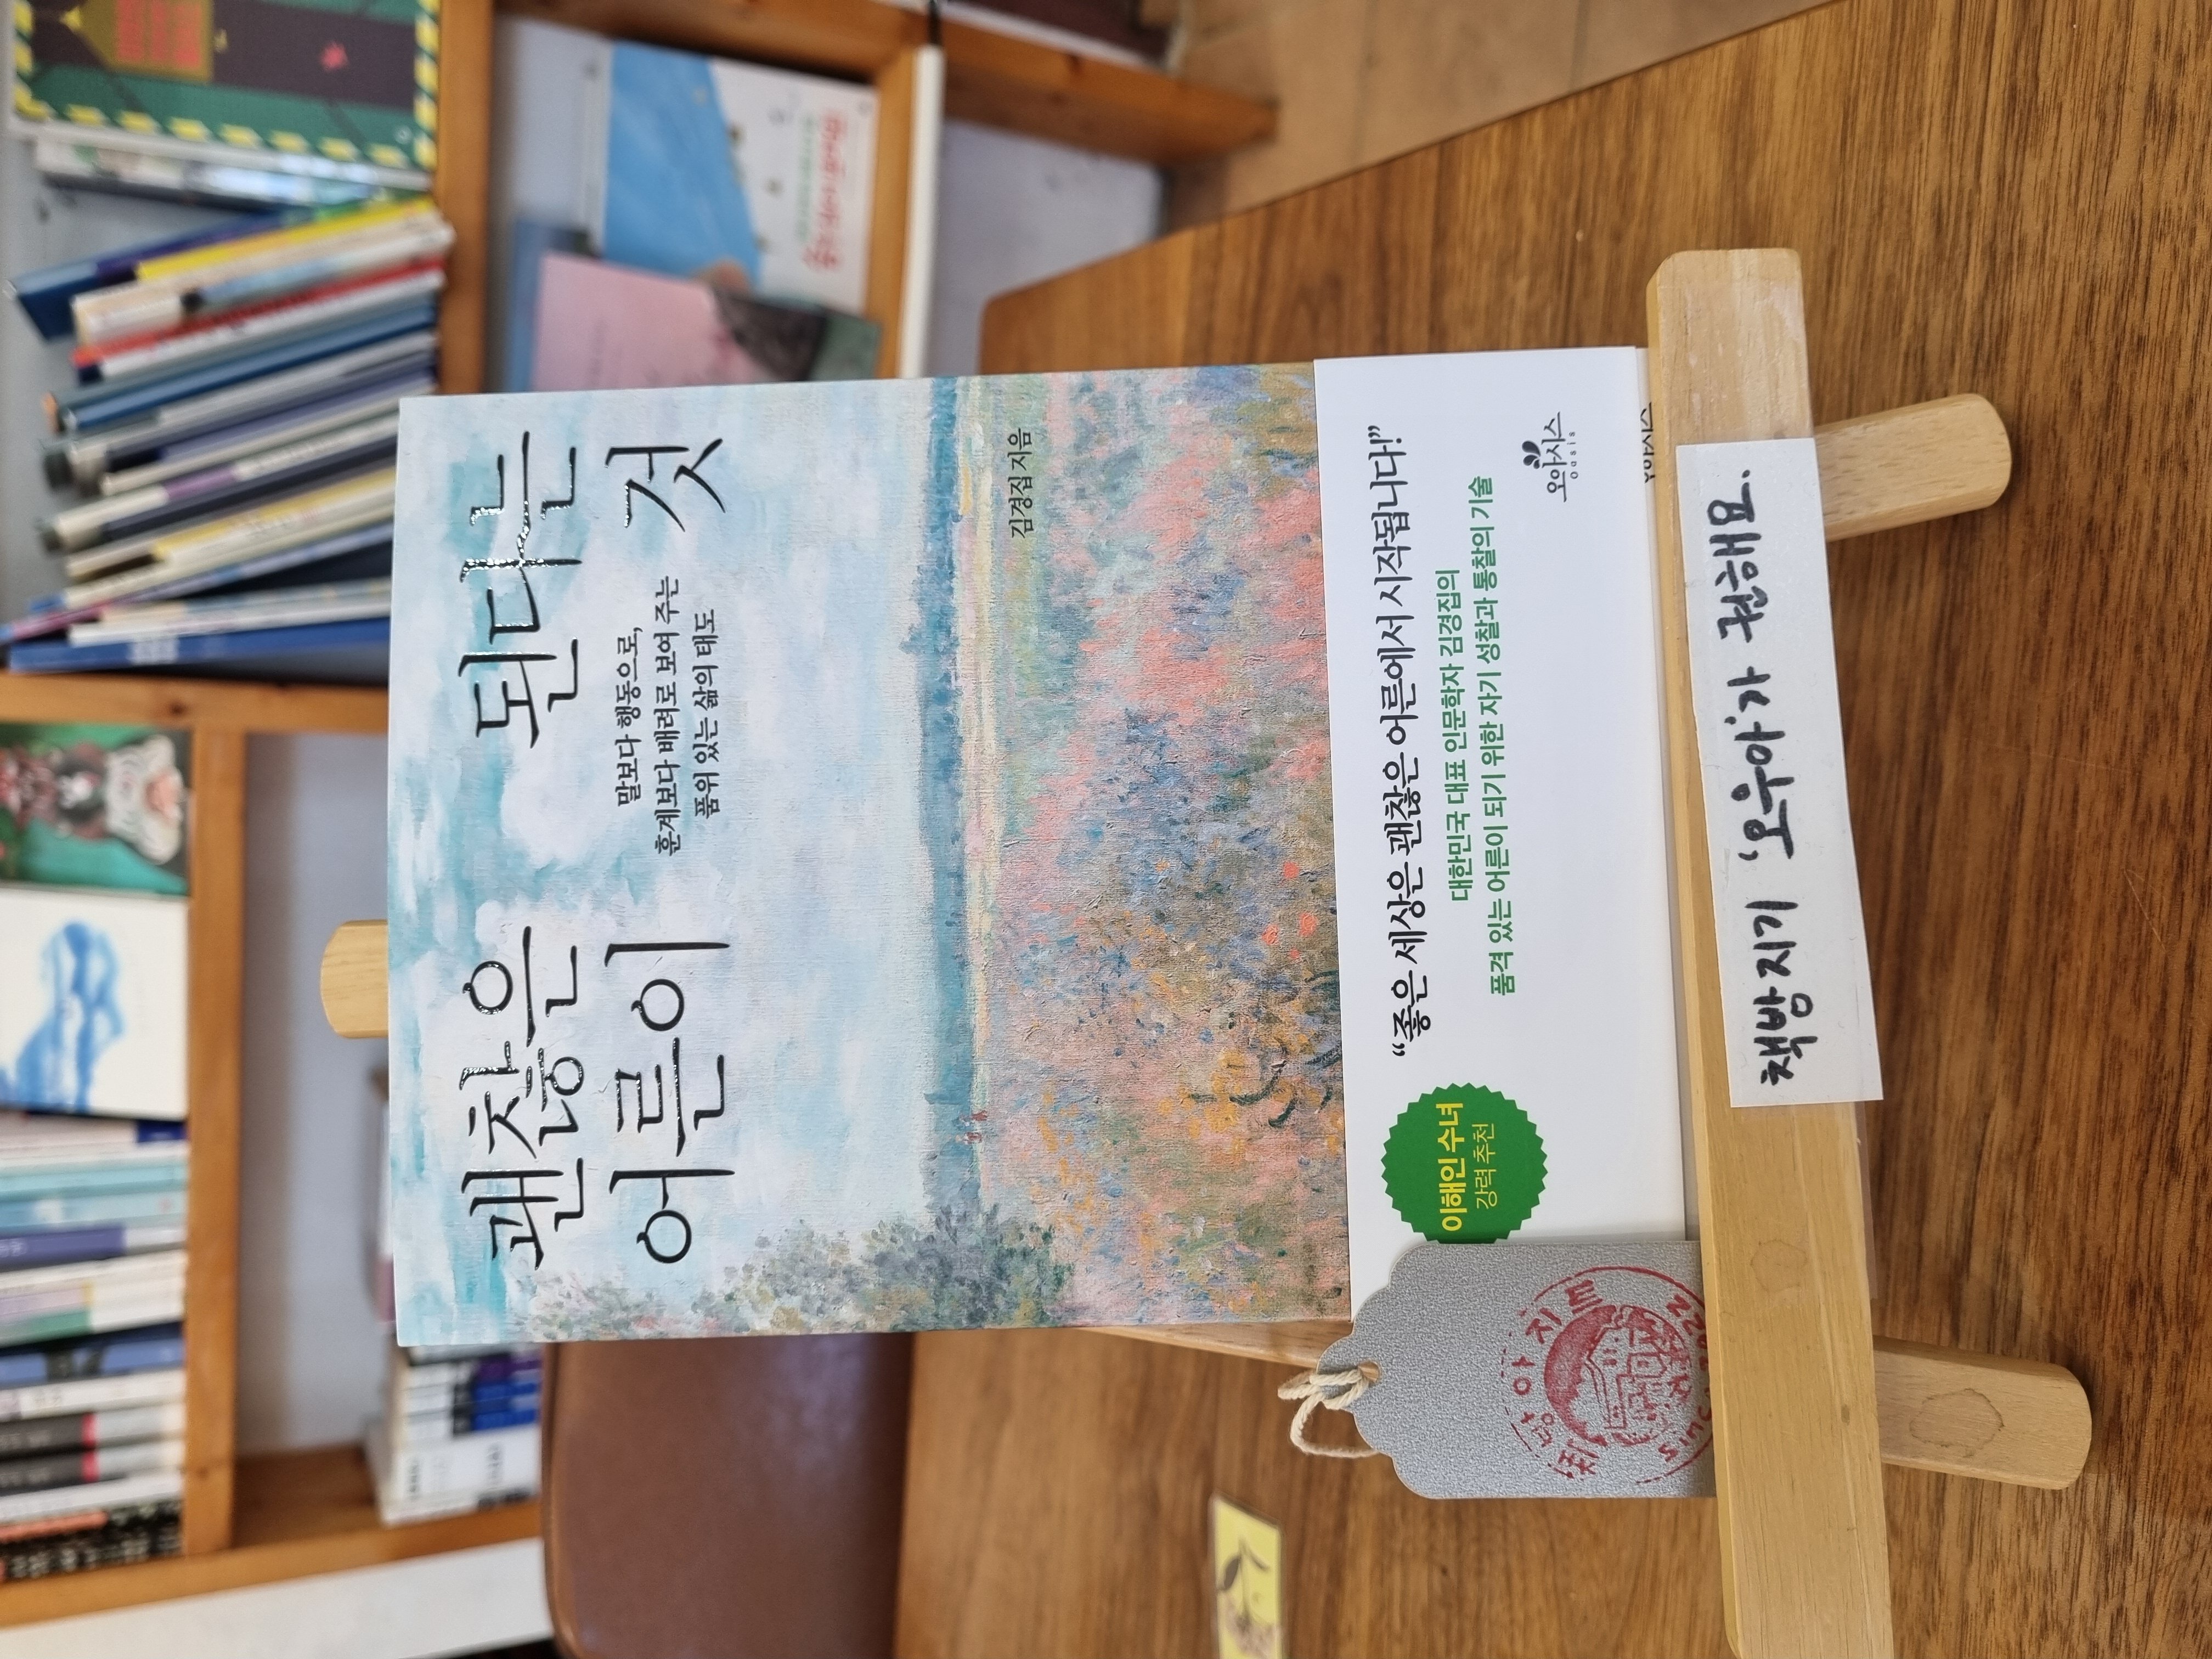 괜찮은 된다는
어른이 것
말보다 행동으로,
훈계보다 배려로 보여 주는
품위 있는 삶의 태도
김경집 지음
“좋은 세상은 괜찮은 어른에서 시작됩니다!”
대한민국 대표 인문학자 김경집의
품격 있는 어른이 되기 위한 자기 성찰과 통찰의 기술
이해인 수녀
강력 추천
오아시스
oasis
책방아지트
since
책방지기 '오우아'가 권해요.